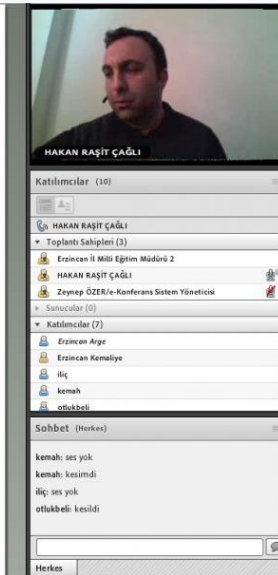 HAKAN RAŞİT ÇAĞLI
Katılımcılar (10)
HAKAN RAŞİT ÇAĞLI
Toplantı Sahipleri (3)
Erzincan İl Milli Eğitim Müdürü 2
HAKAN RAŞİT ÇAĞLI
Zeynep ÖZER/e-Konferans Sistem Yöneticisi
Sunucular (0)
Katılımcılar (7)
Erzincan Arge
Erzincan Kemaliye
iliç
kemah
otlukbeli
Sohbet (Herkes)
kemah: ses yok
kemah: kesimdi
iliç: ses yok
otlukbeli: kesildi
Herkes